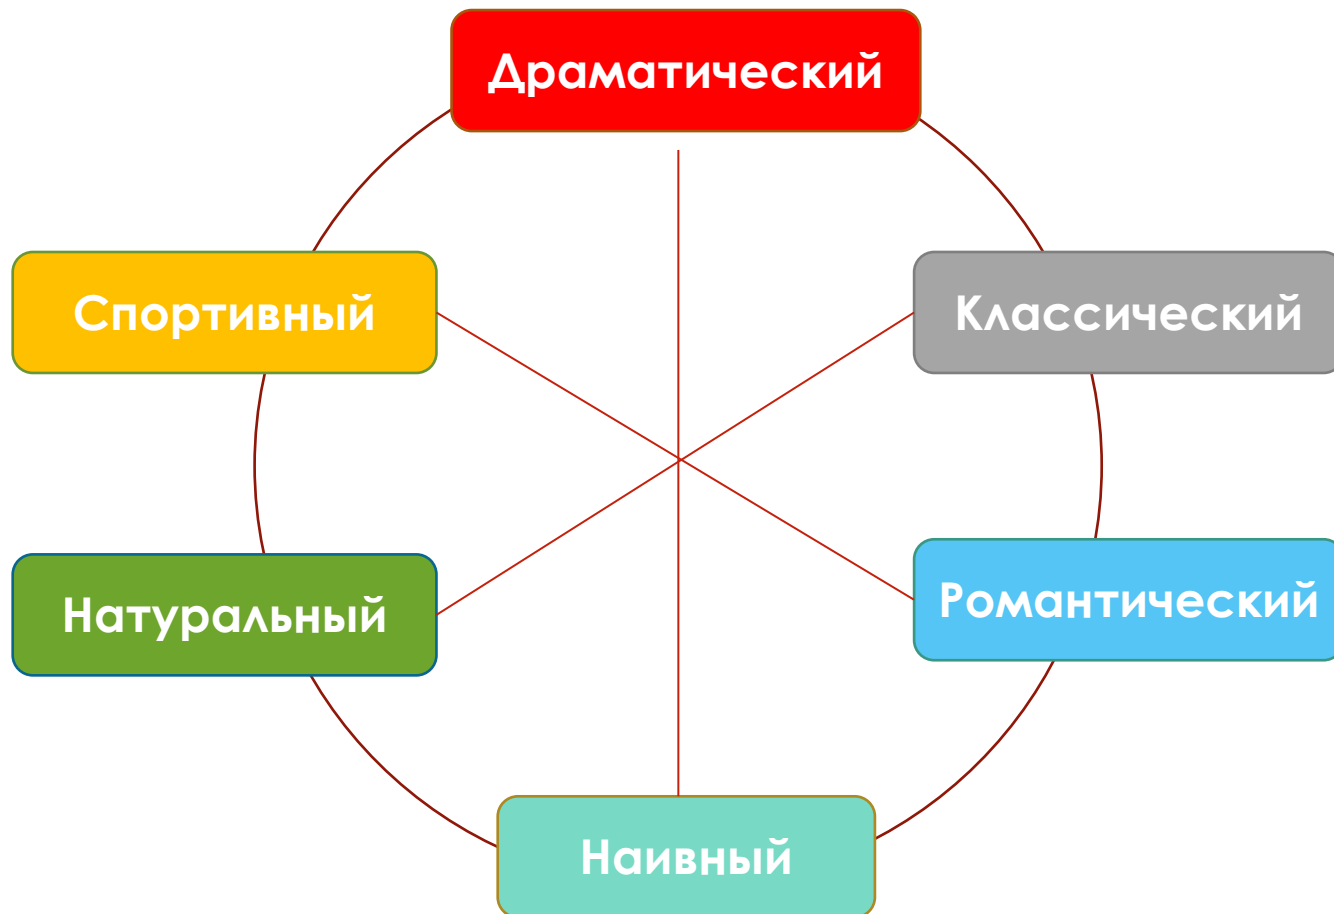 Драматический
Спортивный
Классический
Натуральный
Романтический
Наивный